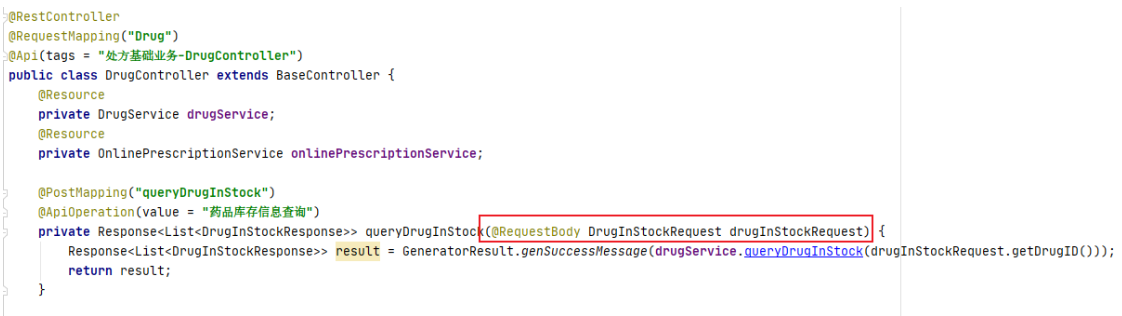 @RestController
@RequestMapping("Drug")
@Api(tags = "处方基础业务-DrugController")
public class DrugController extends BaseController {
@Resource
private DrugService drugService;
@Resource
private OnlinePrescriptionService onlinePrescriptionService;
@PostMapping("queryDrugInStock")
@ApiOperation(value = "药品库存信息查询")
private Response<List<DrugInStockResponse>> queryDrugInStock(@RequestBody DrugInStockRequest drugInStockRequest) {
Response<List<DrugInStockResponse>> result = GeneratorResult.genSuccessMessage(drugService.queryDrugInStock(drugInStockRequest.getDrugID()));
return result;
}